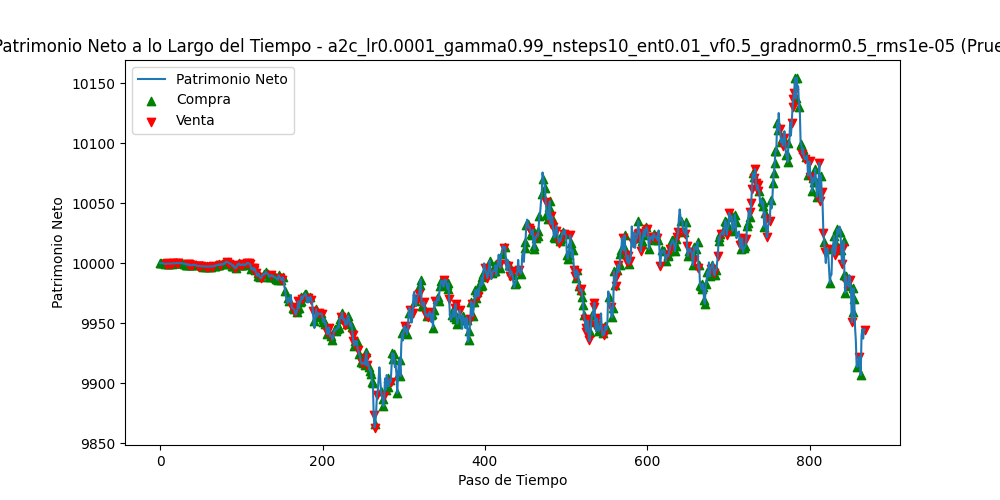 Patrimonio Neto a lo Largo del Tiempo - a2c_lr0.0001_gamma0.99_nsteps10_ent0.01_vf0.5_gradnorm0.5_rms1e-05 (Prue
Patrimonio Neto
Compra
Venta
Patrimonio Neto
10150
10100
10050
10000
9950
9900
9850
0 200 400 600 800
Paso de Tiempo